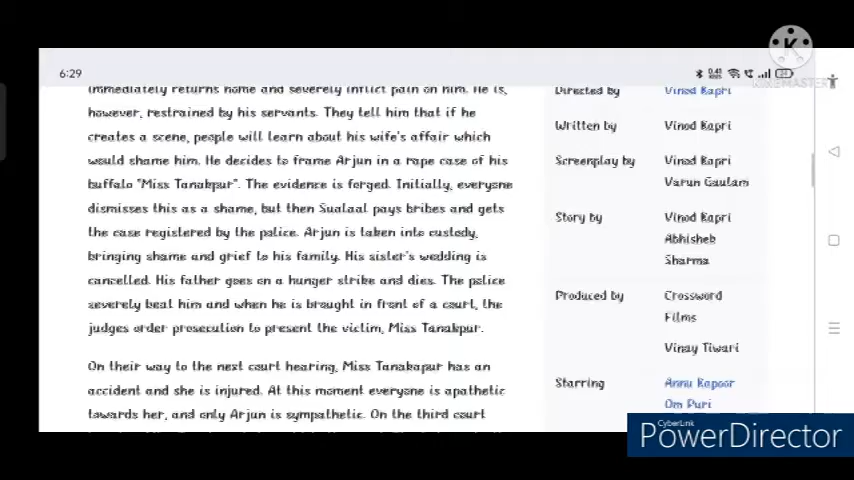 6:29
immediately returns home and severely inflict pain on him. He is,
however, restrained by his servants. They tell him that if he
creates a scene, people will learn about his wife's affair which
would shame him. He decides to frame Arjun in a rape case of his
buffalo "Miss Tanakpur". The evidence is forged. Initially, everyone
dismisses this as a shame, but then Sualaal pays bribes and gets
the case registered by the police. Arjun is taken into custody,
bringing shame and grief to his family. His sister's wedding is
cancelled. His father goes on a hunger strike and dies. The police
severely beat him and when he is brought in front of a court, the
judges order prosecution to present the victim, Miss Tanakpur.
On their way to the next court hearing, Miss Tanakapur has an
accident and she is injured. At this moment everyone is apathetic
towards her, and only Arjun is sympathetic. On the third court
Directed by Vinod Kapri
Written by Vinod Kapri
Screenplay by Vinod Kapri
Varun Gautam
Story by Vinod Kapri
Abhisheb
Sharma
Produced by Crossword
Films
Vinay Tiwari
Starring Annu Kapoor
Om Puri
K
KINEMASTER
CyberLink
PowerDirector